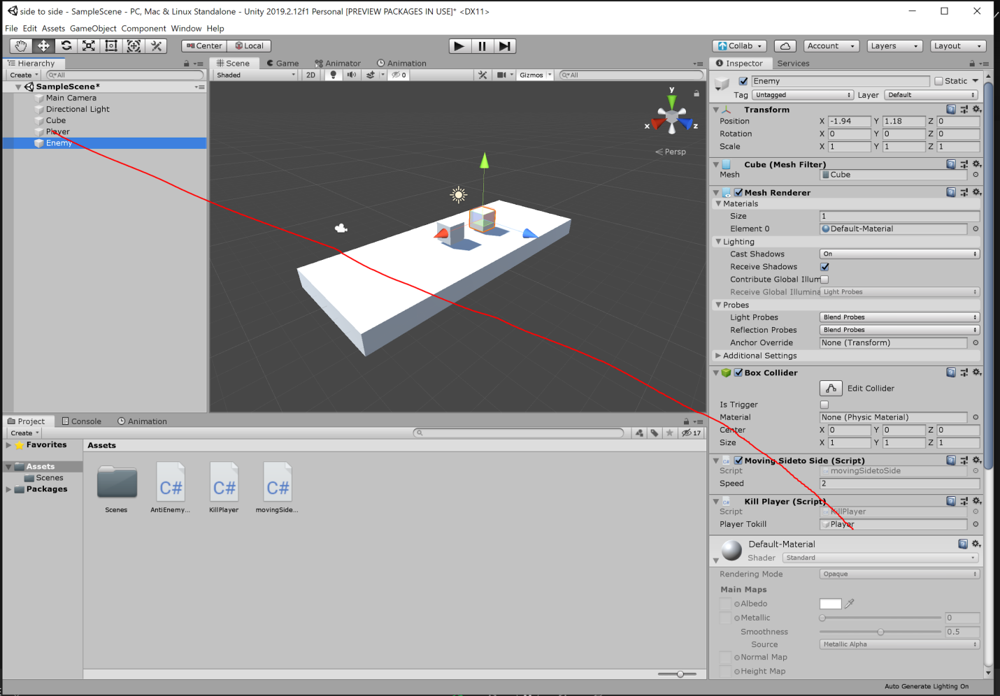 side to side - SampleScene - PC, Mac & Linux Standalone - Unity 2019.2.12f1 Personal [PREVIEW PACKAGES IN USE]* <DX11>
File Edit Assets GameObject Component Window Help
Center Local Collab Account Layers Layout
Hierarchy
Create All
SampleScene*
Main Camera
Directional Light
Cube
Player
Enemy
Scene Game Animator Animation
Shaded 2D 0 Gizmos All
y
x z
Persp
Inspector Services
Enemy Static
Tag Untagged Layer Default
Transform
Position X -1.94 Y 1.18 Z 0
Rotation X 0 Y 0 Z 0
Scale X 1 Y 1 Z 1
Cube (Mesh Filter)
Mesh Cube
Mesh Renderer
Materials
Size 1
Element 0 Default-Material
Lighting
Cast Shadows On
Receive Shadows
Contribute Global Illum
Receive Global Illumina Light Probes
Probes
Light Probes Blend Probes
Reflection Probes Blend Probes
Anchor Override None (Transform)
Additional Settings
Box Collider
Edit Collider
Is Trigger
Material None (Physic Material)
Center X 0 Y 0 Z 0
Size X 1 Y 1 Z 1
Moving Sideto Side (Script)
Script movingSidetoSide
Speed 2
Kill Player (Script)
Script KillPlayer
Player Tokill Player
Default-Material
Shader Standard
Rendering Mode Opaque
Main Maps
Albedo
Metallic 0
Smoothness 0.5
Source Metallic Alpha
Normal Map
Height Map
Project Console Animation
Create 17
Favorites
Assets
Scenes
Packages
Assets
C# C# C#
Scenes AntiEnemy... KillPlayer movingSide...
Auto Generate Lighting On